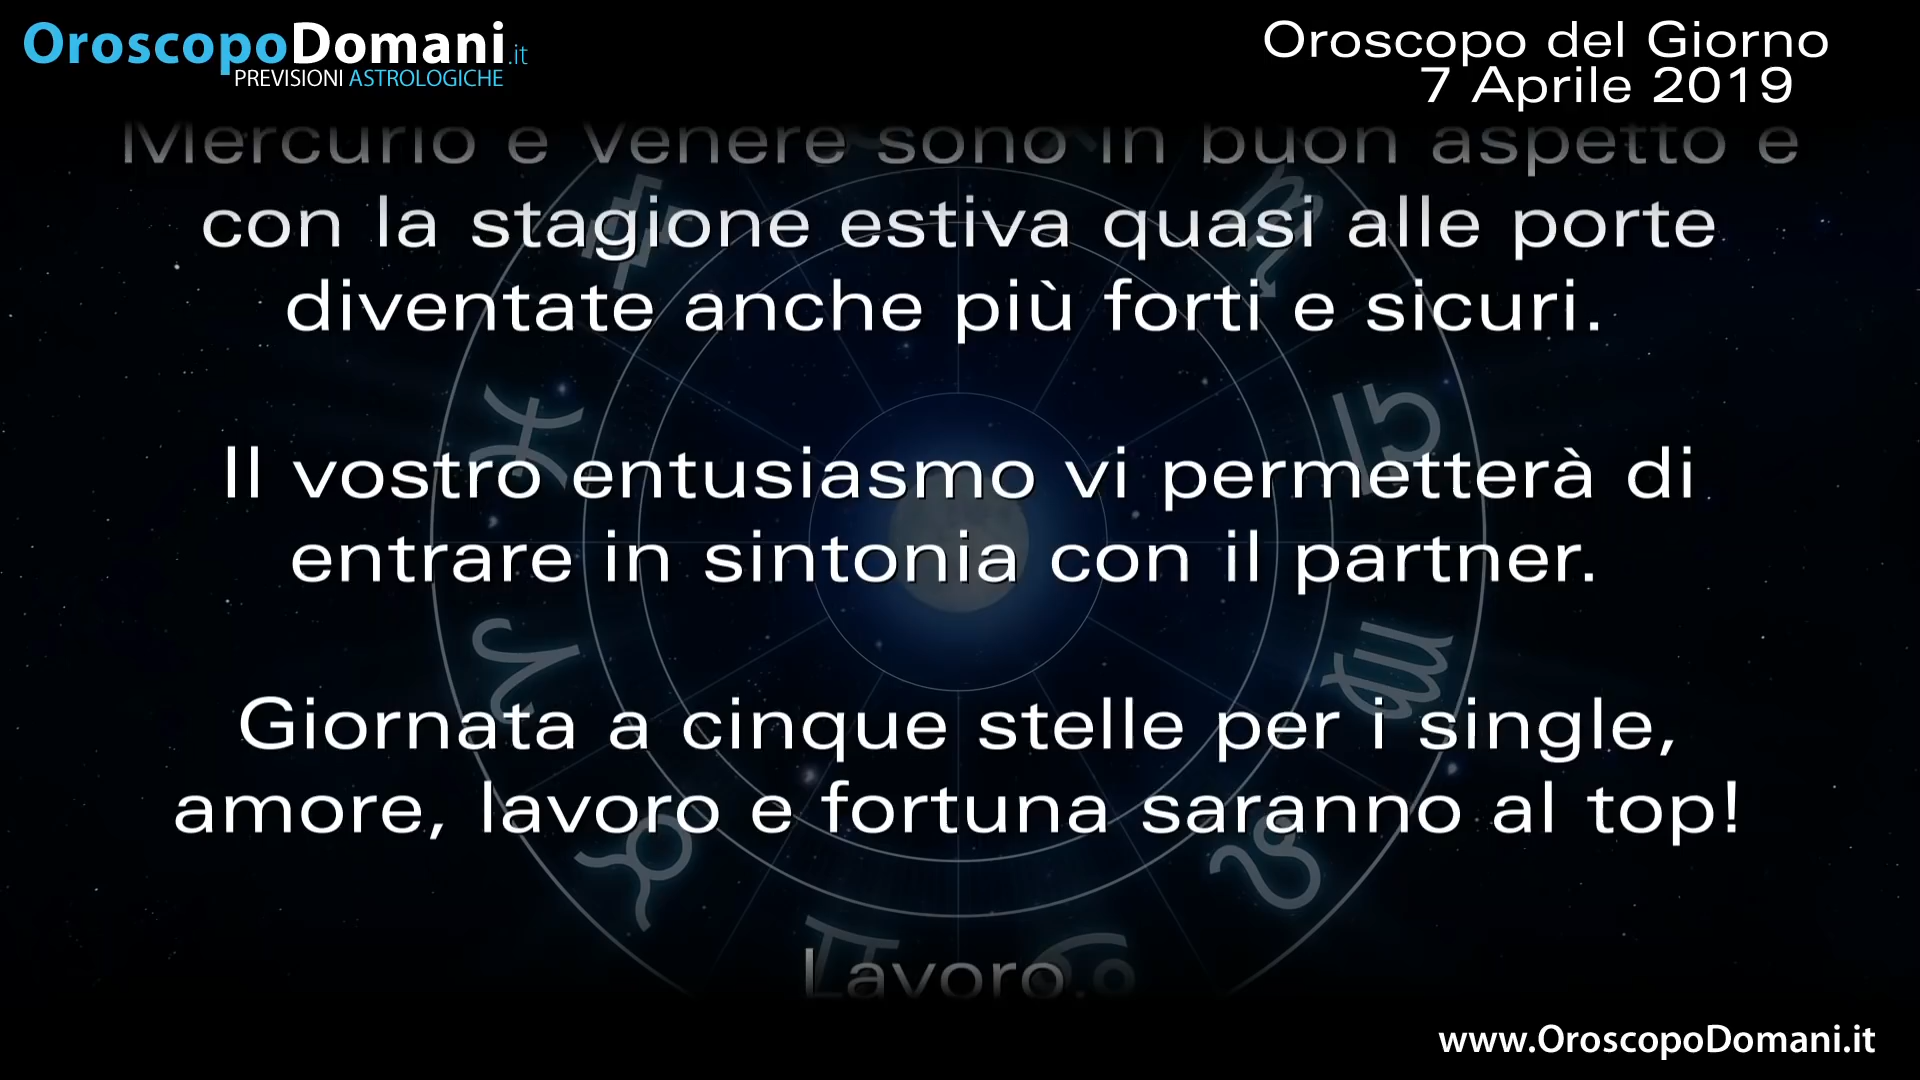 OroscopoDomani.it
PREVISIONI ASTROLOGICHE
Oroscopo del Giorno
7 Aprile 2019
Mercurio e Venere sono in buon aspetto e
con la stagione estiva quasi alle porte
diventate anche più forti e sicuri.
Il vostro entusiasmo vi permetterà di
entrare in sintonia con il partner.
Giornata a cinque stelle per i single,
amore, lavoro e fortuna saranno al top!
Lavoro.
www.OroscopoDomani.it